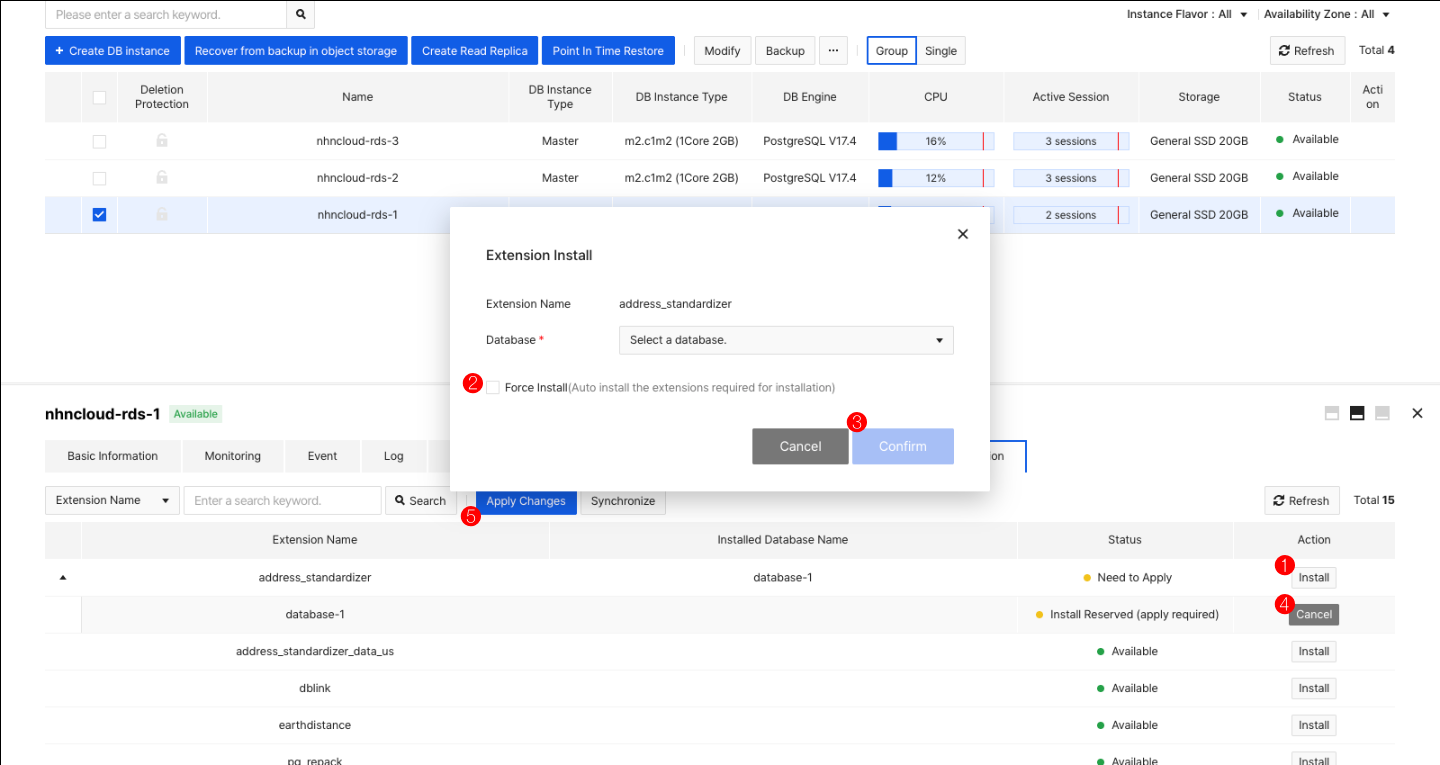 Please enter a search keyword.
Instance Flavor : All Availability Zone : All
+ Create DB instance Recover from backup in object storage Create Read Replica Point In Time Restore Modify Backup ··· Group Single Refresh Total 4
Deletion Protection Name DB Instance Type DB Instance Type DB Engine CPU Active Session Storage Status Acti on
nhncloud-rds-3 Master m2.c1m2 (1Core 2GB) PostgreSQL V17.4 16% 3 sessions General SSD 20GB Available
nhncloud-rds-2 Master m2.c1m2 (1Core 2GB) PostgreSQL V17.4 12% 3 sessions General SSD 20GB Available
nhncloud-rds-1 2 sessions General SSD 20GB Available
Extension Install
Extension Name address_standardizer
Database * Select a database.
2 Force Install(Auto install the extensions required for installation)
3
Cancel Confirm
nhncloud-rds-1 Available
Basic Information Monitoring Event Log on
Extension Name Enter a search keyword. Search Apply Changes Synchronize Refresh Total 15
5
Extension Name Installed Database Name Status Action
address_standardizer database-1 Need to Apply 1 Install
database-1 Install Reserved (apply required) 4 Cancel
address_standardizer_data_us Available Install
dblink Available Install
earthdistance Available Install
pg_repack Available Install